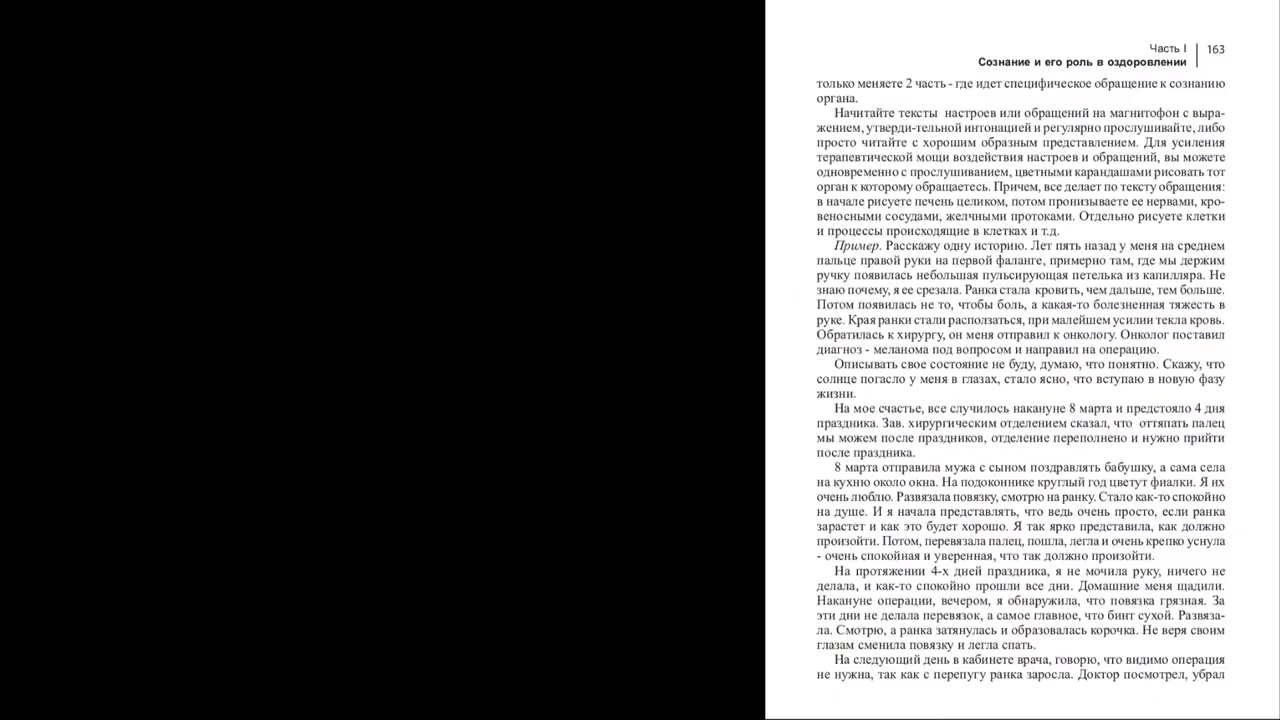 Часть I
163
Сознание и его роль в оздоровлении
только меняете 2 часть - где идет специфическое обращение к сознанию
органа.
Начитайте тексты настроев или обращений на магнитофон с выра-
жением, утверди-тельной интонацией и регулярно прослушивайте, либо
просто читайте с хорошим образным представлением. Для усиления
терапевтической мощи воздействия настроев и обращений, вы можете
одновременно с прослушиванием, цветными карандашами рисовать тот
орган к которому обращаетесь. Причем, все делает по тексту обращения:
в начале рисуете печень целиком, потом пронизываете ее нервами, кро-
веносными сосудами, желчными протоками. Отдельно рисуете клетки
и процессы происходящие в клетках и т.д.
Пример. Расскажу одну историю. Лет пять назад у меня на среднем
пальце правой руки на первой фаланге, примерно там, где мы держим
ручку появилась небольшая пульсирующая петелька из капилляра. Не
знаю почему, я ее срезала. Ранка стала кровить, чем дальше, тем больше.
Потом появилась не то, чтобы боль, а какая-то болезненная тяжесть в
руке. Края ранки стали расползаться, при малейшем усилии текла кровь.
Обратилась к хирургу, он меня отправил к онкологу. Онколог поставил
диагноз - меланома под вопросом и направил на операцию.
Описывать свое состояние не буду, думаю, что понятно. Скажу, что
солнце погасло у меня в глазах, стало ясно, что вступаю в новую фазу
жизни.
На мое счастье, все случилось накануне 8 марта и предстояло 4 дня
праздника. Зав. хирургическим отделением сказал, что оттяпать палец
мы можем после праздников, отделение переполнено и нужно прийти
после праздника.
8 марта отправила мужа с сыном поздравлять бабушку, а сама села
на кухню около окна. На подоконнике круглый год цветут фиалки. Я их
очень люблю. Развязала повязку, смотрю на ранку. Стало как-то спокойно
на душе. И я начала представлять, что ведь очень просто, если ранка
зарастет и как это будет хорошо. Я так ярко представила, как должно
произойти. Потом, перевязала палец, пошла, легла и очень крепко уснула
- очень спокойная и уверенная, что так должно произойти.
На протяжении 4-х дней праздника, я не мочила руку, ничего не
делала, и как-то спокойно прошли все дни. Домашние меня щадили.
Накануне операции, вечером, я обнаружила, что повязка грязная. За
эти дни не делала перевязок, а самое главное, что бинт сухой. Развяза-
ла. Смотрю, а ранка затянулась и образовалась корочка. Не веря своим
глазам сменила повязку и легла спать.
На следующий день в кабинете врача, говорю, что видимо операция
не нужна, так как с перепугу ранка заросла. Доктор посмотрел, убрал